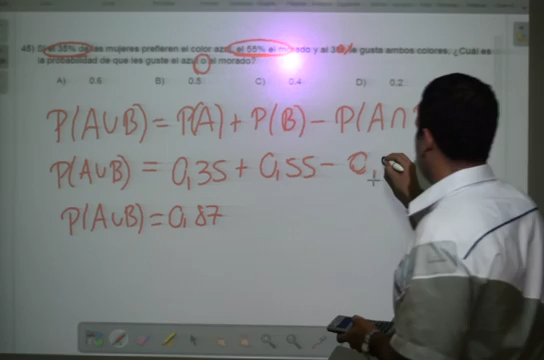 45) Si el 35% de las mujeres prefieren el color azul, el 55% el morado y al 3% le gusta ambos colores. ¿Cuál es
la probabilidad de que les guste el azul o el morado?
A) 0.6 B) 0.5 C) 0.4 D) 0.2
P(A∪B) = P(A) + P(B) - P(A∩
P(A∪B) = 0,35 + 0,55 - 0,
P(A∪B) = 0,87